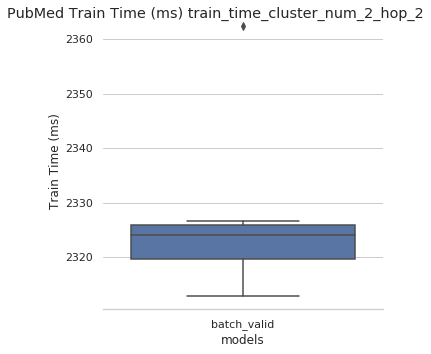 PubMed Train Time (ms) train_time_cluster_num_2_hop_2
2360
2350
2340
2330
2320
Train Time (ms)
batch_valid
models